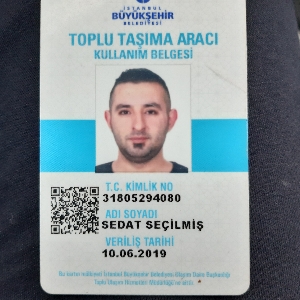 İSTANBUL
BÜYÜKŞEHİR
BELEDİYESİ
TOPLU TAŞIMA ARACI
KULLANIM BELGESİ
T.C. KİMLİK NO
31805294080
ADI SOYADI
SEDAT SEÇİLMİŞ
VERİLİŞ TARİHİ
10.06.2019
Bu kartın mülkiyeti İstanbul Büyükşehir Belediyesi Ulaşım Daire Başkanlığı
Toplu Ulaşım Hizmetleri Müdürlüğü'ne aittir.